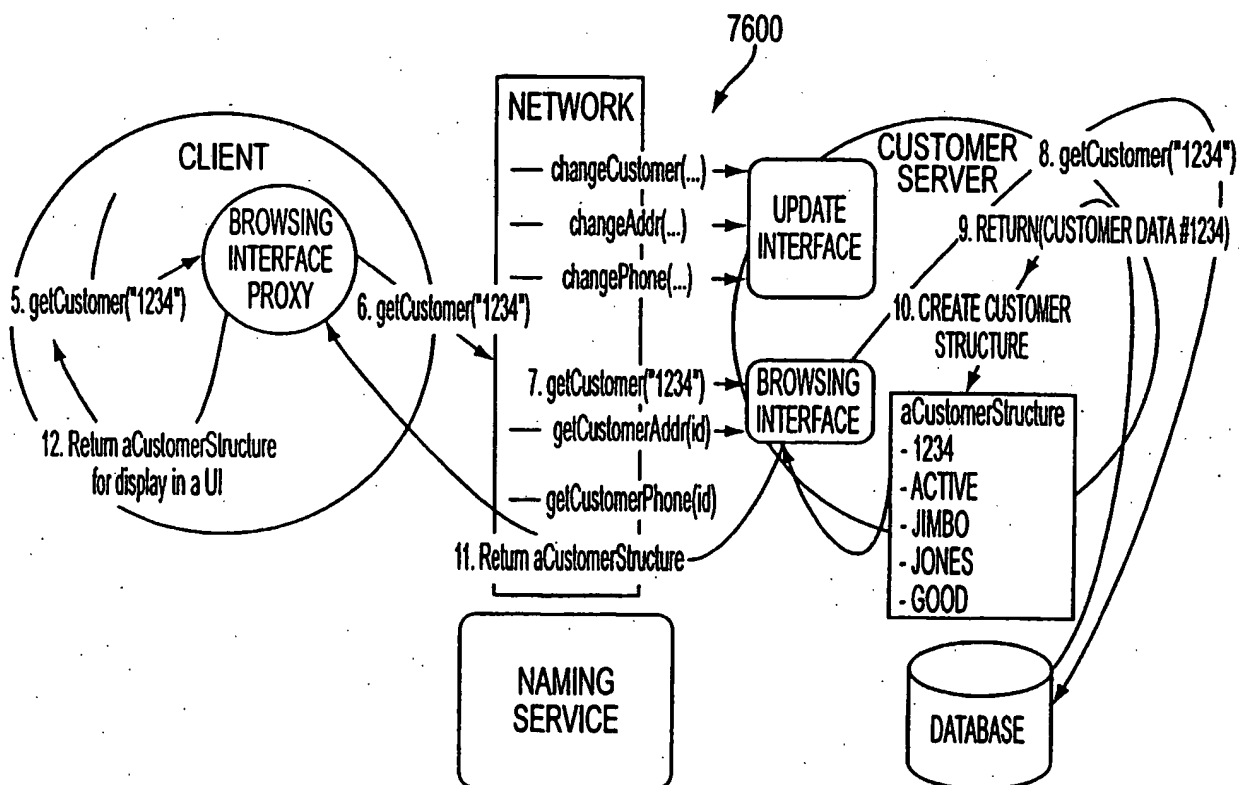 7600
NETWORK
CLIENT
BROWSING
INTERFACE
PROXY
5. getCustomer("1234")
6. getCustomer("1234")
12. Return aCustomerStructure
for display in a UI
changeCustomer(...)
changeAddr(...)
changePhone(...)
7. getCustomer("1234")
getCustomerAddr(id)
getCustomerPhone(id)
11. Return aCustomerStructure
NAMING
SERVICE
CUSTOMER
SERVER
UPDATE
INTERFACE
BROWSING
INTERFACE
8. getCustomer("1234")
9. RETURN(CUSTOMER DATA #1234)
10. CREATE CUSTOMER
STRUCTURE
aCustomerStructure
- 1234
- ACTIVE
- JIMBO
- JONES
- GOOD
DATABASE